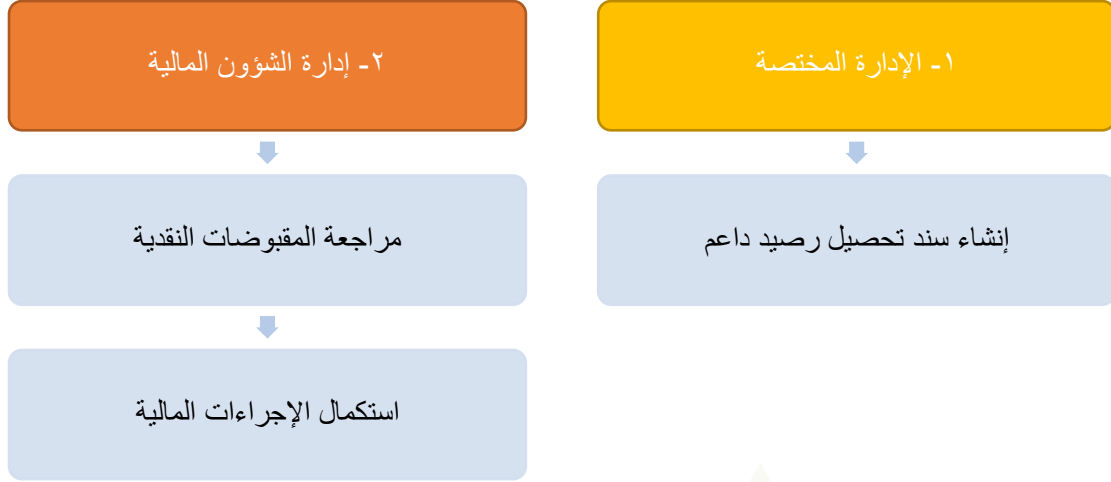 ١- الإدارة المختصة
إنشاء سند تحصيل رصيد داعم
٢- إدارة الشؤون المالية
مراجعة المقبوضات النقدية
استكمال الإجراءات المالية